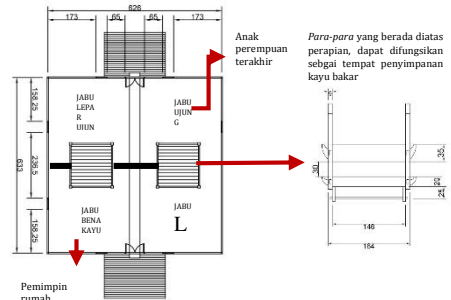 626
173
65
65
173
158.25
236.5
633
158.25
JABU
LEPA
R
UJUN
JABU
UJUN
G
JABU
BENA
KAYU
JABU
L
Anak
perempuan
terakhir
Para-para yang berada diatas
perapian, dapat difungsikan
sebgai tempat penyimpanan
kayu bakar
35
30
20
25
146
164
Pemimpin
rumah